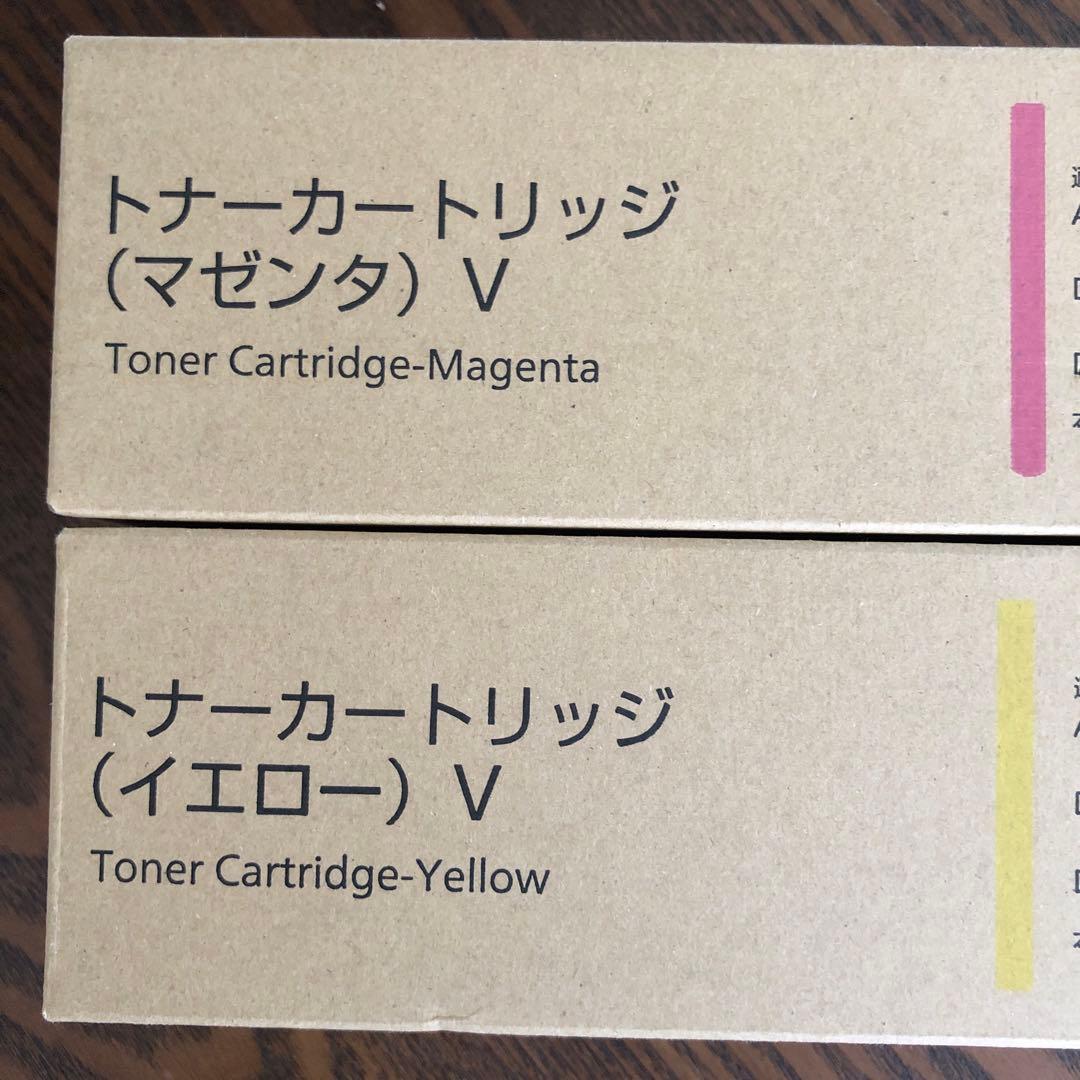 トナーカートリッジ
（マゼンタ）V
Toner Cartridge-Magenta
トナーカートリッジ
（イエロー）V
Toner Cartridge-Yellow